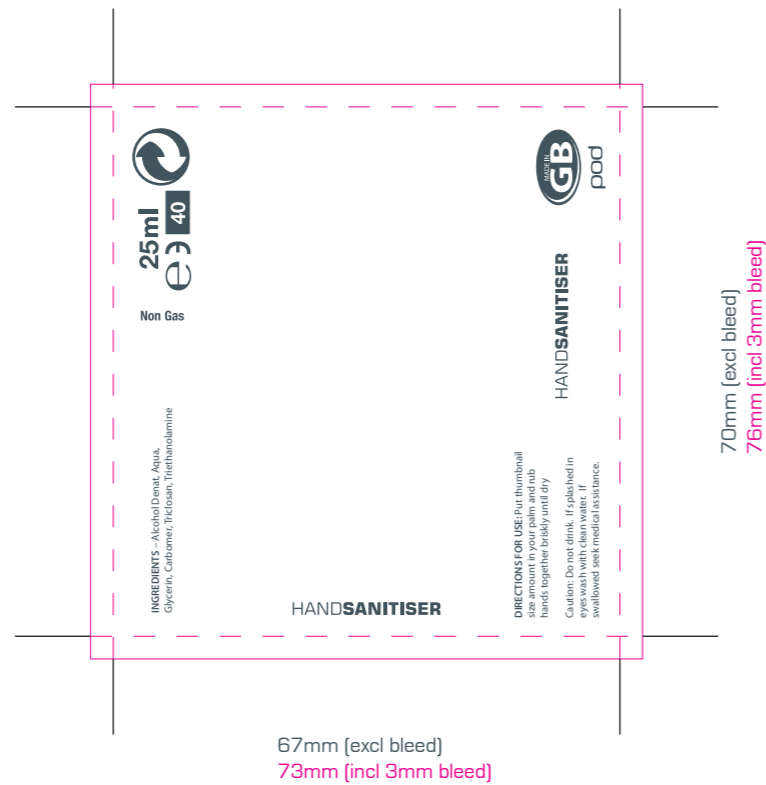 25ml
e 40
Non Gas
INGREDIENTS – Alcohol Denat, Aqua,
Glycerin, Carbomer, Triclosan, Triethanolamine
HANDSANITISER
MADE IN
GB
pod
HANDSANITISER
DIRECTIONS FOR USE: Put thumbnail
size amount in your palm and rub
hands together briskly until dry
Caution: Do not drink. If splashed in
eyes wash with clean water. If
swallowed seek medical assistance.
70mm (excl bleed)
76mm (incl 3mm bleed)
67mm (excl bleed)
73mm (incl 3mm bleed)